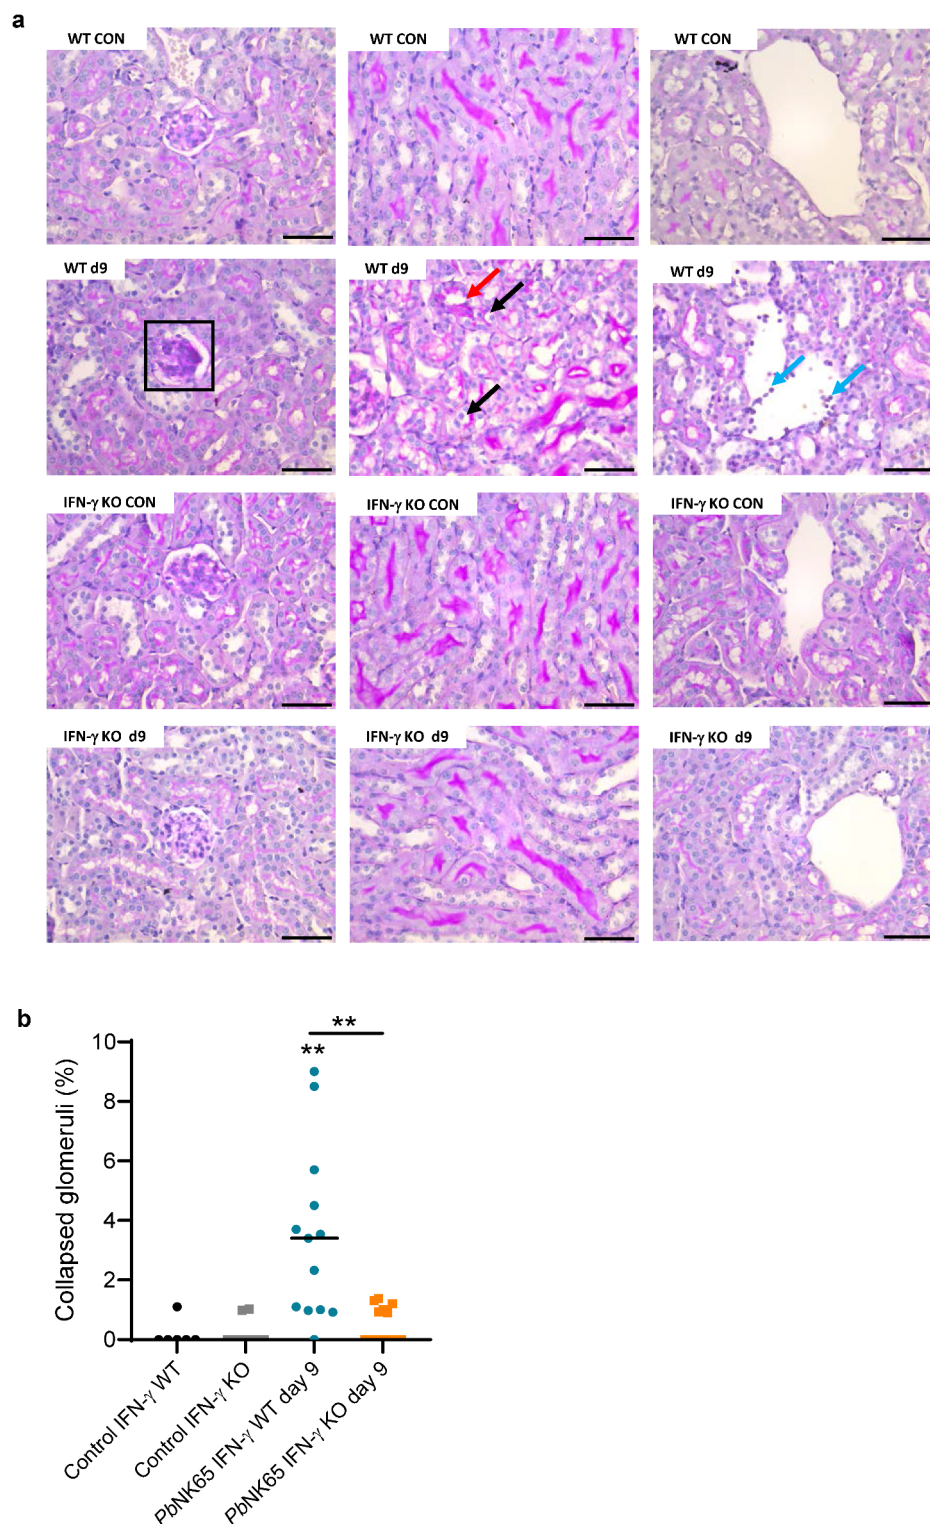 a
WT CON
WT CON
WT CON
WT d9
WT d9
WT d9
IFN-γ KO CON
IFN-γ KO CON
IFN-γ KO CON
IFN-γ KO d9
IFN-γ KO d9
IFN-γ KO d9
b
**
**
10
8
6
4
2
0
Collapsed glomeruli (%)
Control IFN-γ WT
Control IFN-γ KO
PbNK65 IFN-γ WT day 9
PbNK65 IFN-γ KO day 9